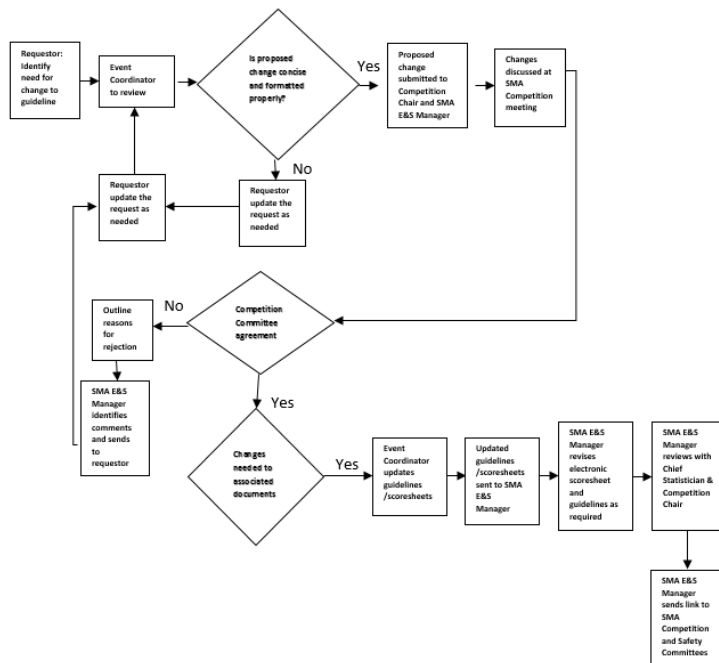 Requestor:
Identify
need for
change to
guideline
Event
Coordinator
to review
Is proposed
change concise
and formatted
properly?
Yes
Proposed
change
submitted to
Competition
Chair and SMA
E&S Manager
Changes
discussed at
SMA
Competition
meeting
No
Requestor
update the
request as
needed
Requestor
update the
request as
needed
Competition
Committee
agreement
No
Outline
reasons
for
rejection
SMA E&S
Manager
identifies
comments
and sends
to
requestor
Yes
Changes
needed to
associated
documents
Yes
Event
Coordinator
updates
guidelines
/scoresheets
Updated
guidelines
/scoresheets
sent to SMA
E&S
Manager
SMA E&S
Manager
revises
electronic
scoresheet
and
guidelines as
required
SMA E&S
Manager
reviews with
Chief
Statistician &
Competition
Chair
SMA E&S
Manager
sends link to
SMA
Competition
and Safety
Committees